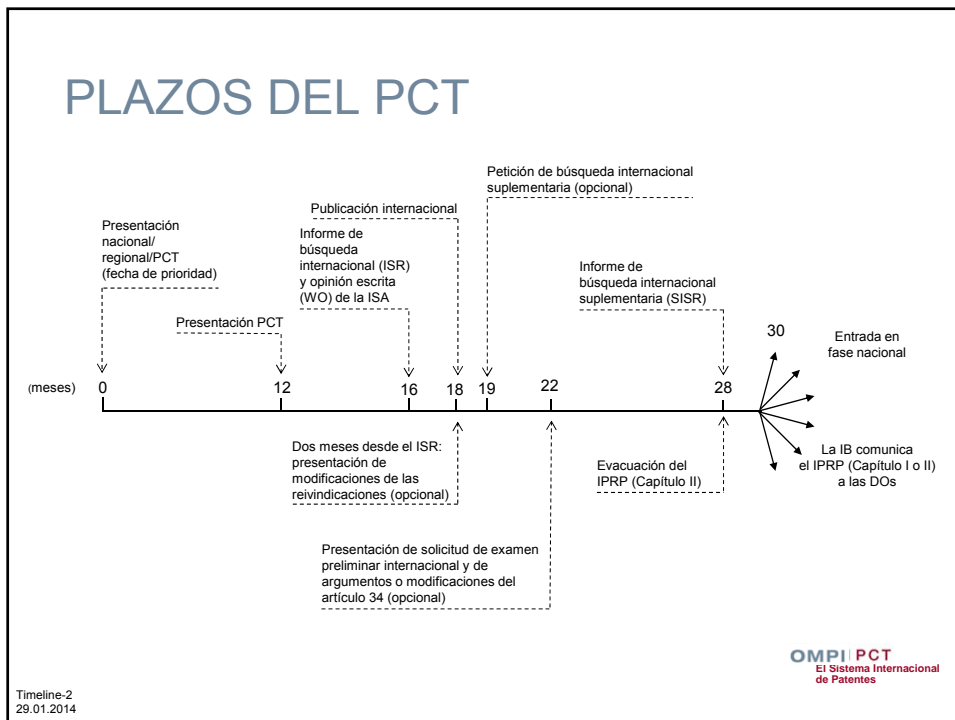 PLAZOS DEL PCT
Presentación
nacional/
regional/PCT
(fecha de prioridad)
Presentación PCT
Publicación internacional
Informe de
búsqueda
internacional (ISR)
y opinión escrita
(WO) de la ISA
Petición de búsqueda internacional
suplementaria (opcional)
Informe de
búsqueda internacional
suplementaria (SISR)
30
Entrada en
fase nacional
(meses)
0
12
16
18
19
22
28
Dos meses desde el ISR:
presentación de
modificaciones de las
reivindicaciones (opcional)
Presentación de solicitud de examen
preliminar internacional y de
argumentos o modificaciones del
artículo 34 (opcional)
Evacuación del
IPRP (Capítulo II)
La IB comunica
el IPRP (Capítulo I o II)
a las DOs
Timeline-2
29.01.2014
OMPI PCT
El Sistema Internacional
de Patentes